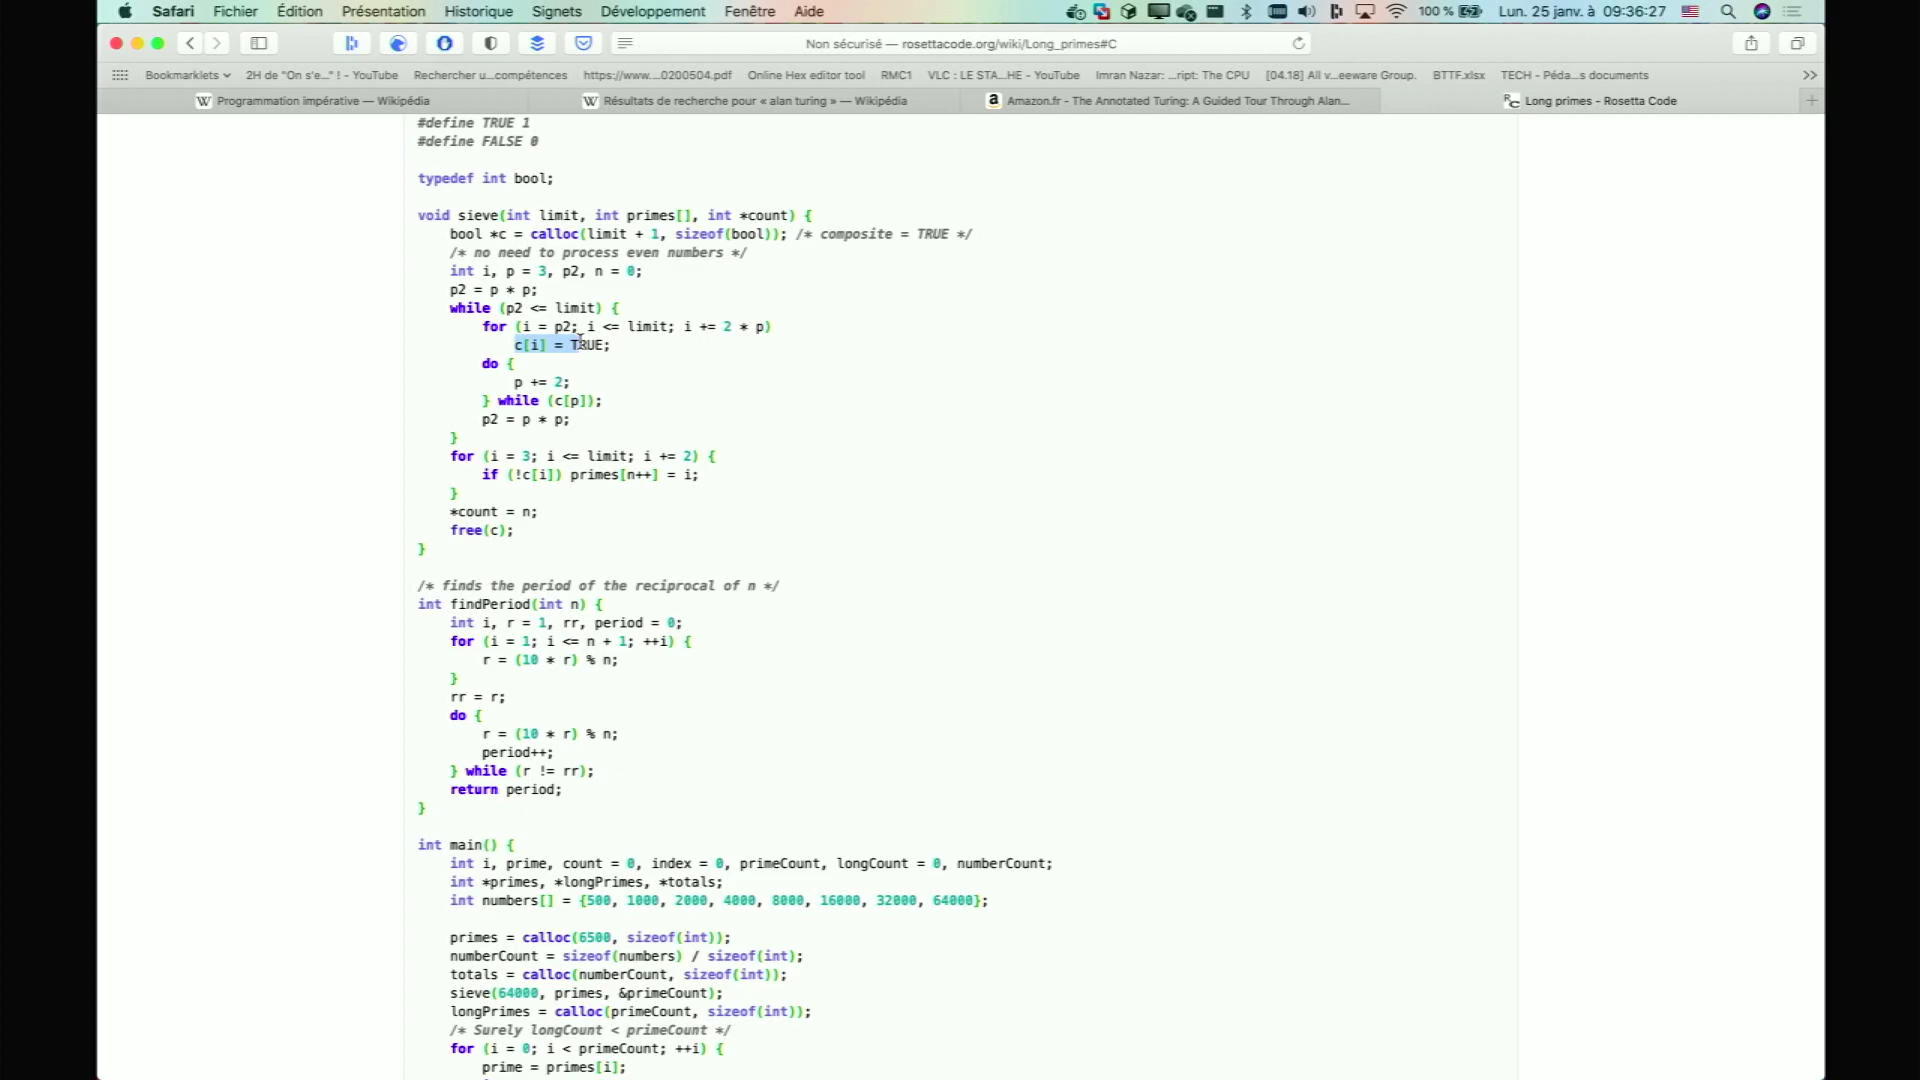 Safari Fichier Édition Présentation Historique Signets Développement Fenêtre Aide 100 % Lun. 25 janv. à 09:36:27
Non sécurisé — rosettacode.org/wiki/Long_primes#C
Bookmarklets 2H de "On s'e..." ! - YouTube Rechercher u...compétences https://www....0200504.pdf Online Hex editor tool RMC1 VLC : LE STA...HE - YouTube Imran Nazar: ...ript: The CPU [04.18] All v...eeware Group. BTTF.xlsx TECH - Péda...s documents >>
W Programmation impérative — Wikipédia W Résultats de recherche pour « alan turing » — Wikipédia a Amazon.fr - The Annotated Turing: A Guided Tour Through Alan... RC Long primes - Rosetta Code +
#define TRUE 1
#define FALSE 0
typedef int bool;
void sieve(int limit, int primes[], int *count) {
bool *c = calloc(limit + 1, sizeof(bool)); /* composite = TRUE */
/* no need to process even numbers */
int i, p = 3, p2, n = 0;
p2 = p * p;
while (p2 <= limit) {
for (i = p2; i <= limit; i += 2 * p)
c[i] = TRUE;
do {
p += 2;
} while (c[p]);
p2 = p * p;
}
for (i = 3; i <= limit; i += 2) {
if (!c[i]) primes[n++] = i;
}
*count = n;
free(c);
}
/* finds the period of the reciprocal of n */
int findPeriod(int n) {
int i, r = 1, rr, period = 0;
for (i = 1; i <= n + 1; ++i) {
r = (10 * r) % n;
}
rr = r;
do {
r = (10 * r) % n;
period++;
} while (r != rr);
return period;
}
int main() {
int i, prime, count = 0, index = 0, primeCount, longCount = 0, numberCount;
int *primes, *longPrimes, *totals;
int numbers[] = {500, 1000, 2000, 4000, 8000, 16000, 32000, 64000};
primes = calloc(6500, sizeof(int));
numberCount = sizeof(numbers) / sizeof(int);
totals = calloc(numberCount, sizeof(int));
sieve(64000, primes, &primeCount);
longPrimes = calloc(primeCount, sizeof(int));
/* Surely longCount < primeCount */
for (i = 0; i < primeCount; ++i) {
prime = primes[i];